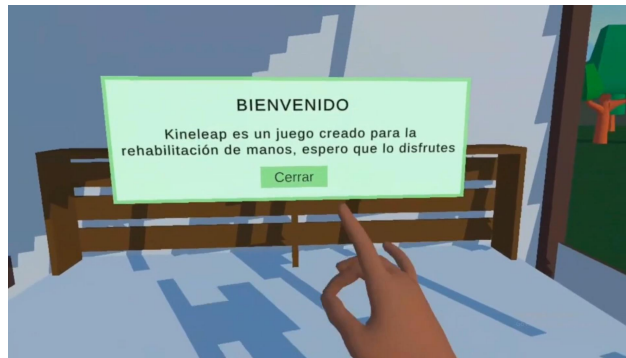 BIENVENIDO
Kineleap es un juego creado para la
rehabilitación de manos, espero que lo disfrutes
Cerrar